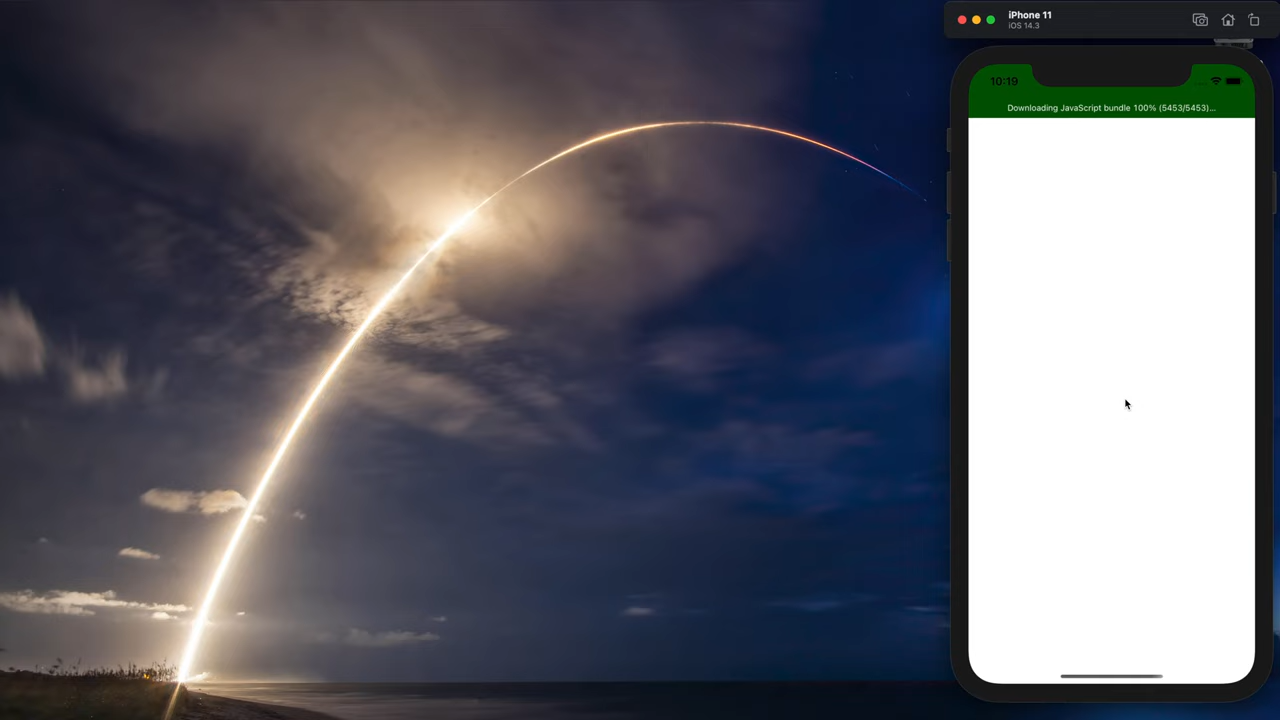 iPhone 11
iOS 14.3
10:19
Downloading JavaScript bundle 100% (5453/5453)...